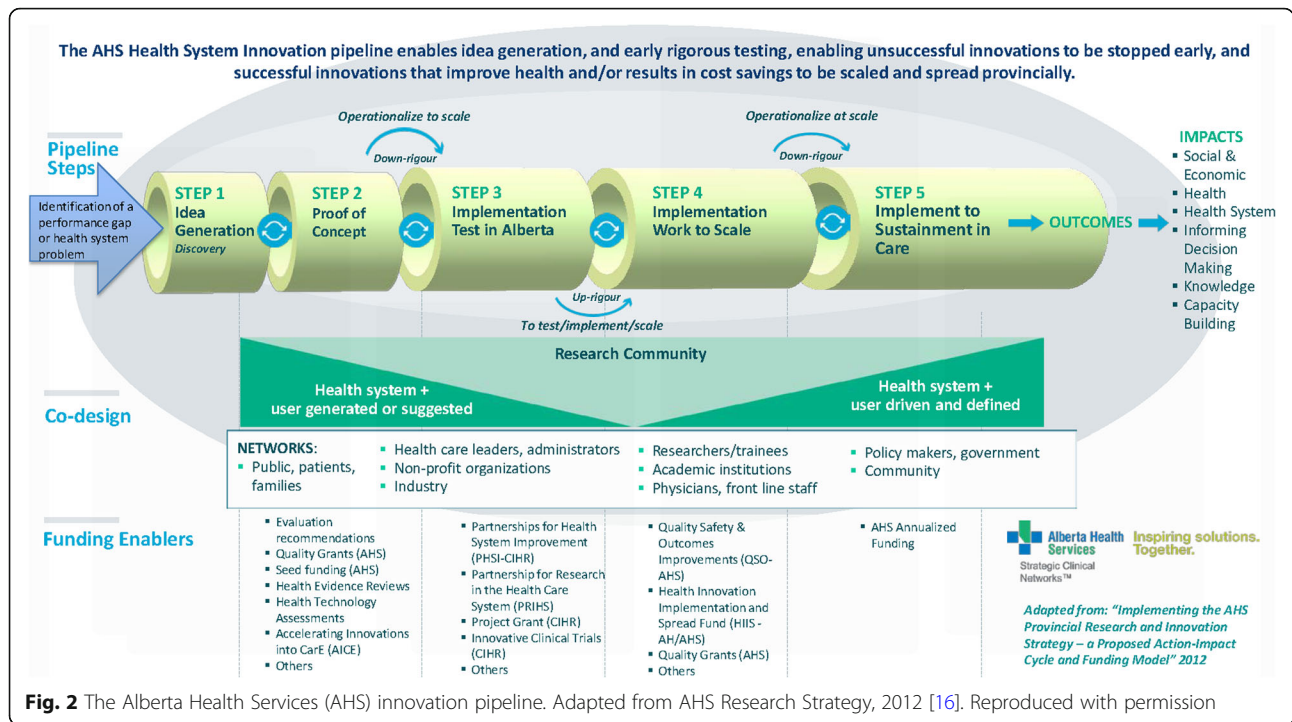 The AHS Health System Innovation pipeline enables idea generation, and early rigorous testing, enabling unsuccessful innovations to be stopped early, and
successful innovations that improve health and/or results in cost savings to be scaled and spread provincially.
Pipeline
Steps
Identification of a
performance gap
or health system
problem
STEP 1
Idea
Generation
Discovery
STEP 2
Proof of
Concept
Operationalize to scale
Down-rigour
STEP 3
Implementation
Test in Alberta
Up-rigour
To test/implement/scale
STEP 4
Implementation
Work to Scale
Operationalize at scale
Down-rigour
STEP 5
Implement to
Sustainment in
Care
OUTCOMES
IMPACTS
▪ Social &
Economic
▪ Health
▪ Health System
▪ Informing
Decision
Making
▪ Knowledge
▪ Capacity
Building
Co-design
Research Community
Health system +
user generated or suggested
Health system +
user driven and defined
NETWORKS:
▪ Public, patients,
families
▪ Health care leaders, administrators
▪ Non-profit organizations
▪ Industry
▪ Researchers/trainees
▪ Academic institutions
▪ Physicians, front line staff
▪ Policy makers, government
▪ Community
Funding Enablers
▪ Evaluation
recommendations
▪ Quality Grants (AHS)
▪ Seed funding (AHS)
▪ Health Evidence Reviews
▪ Health Technology
Assessments
▪ Accelerating Innovations
into CarE (AICE)
▪ Others
▪ Partnerships for Health
System Improvement
(PHSI-CIHR)
▪ Partnership for Research
in the Health Care
System (PRIHS)
▪ Project Grant (CIHR)
▪ Innovative Clinical Trials
(CIHR)
▪ Others
▪ Quality Safety &
Outcomes
Improvements (QSO-
AHS)
▪ Health Innovation
Implementation and
Spread Fund (HIIS -
AH/AHS)
▪ Quality Grants (AHS)
▪ Others
▪ AHS Annualized
Funding
Alberta Health
Services
Strategic Clinical
Networks™
Inspiring solutions.
Together.
Adapted from: "Implementing the AHS
Provincial Research and Innovation
Strategy – a Proposed Action-Impact
Cycle and Funding Model" 2012
Fig. 2 The Alberta Health Services (AHS) innovation pipeline. Adapted from AHS Research Strategy, 2012 [16]. Reproduced with permission